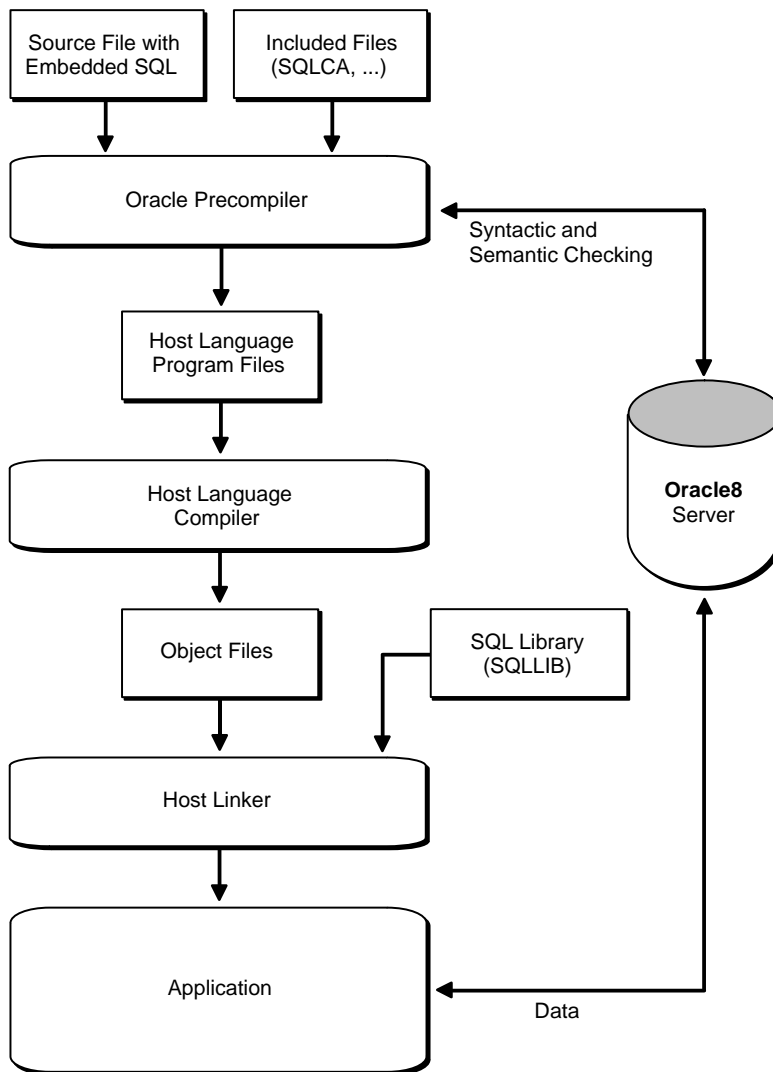 Source File with
Embedded SQL
Included Files
(SQLCA, ...)
Oracle Precompiler
Syntactic and
Semantic Checking
Host Language
Program Files
Host Language
Compiler
Oracle8
Server
Object Files
SQL Library
(SQLLIB)
Host Linker
Application
Data